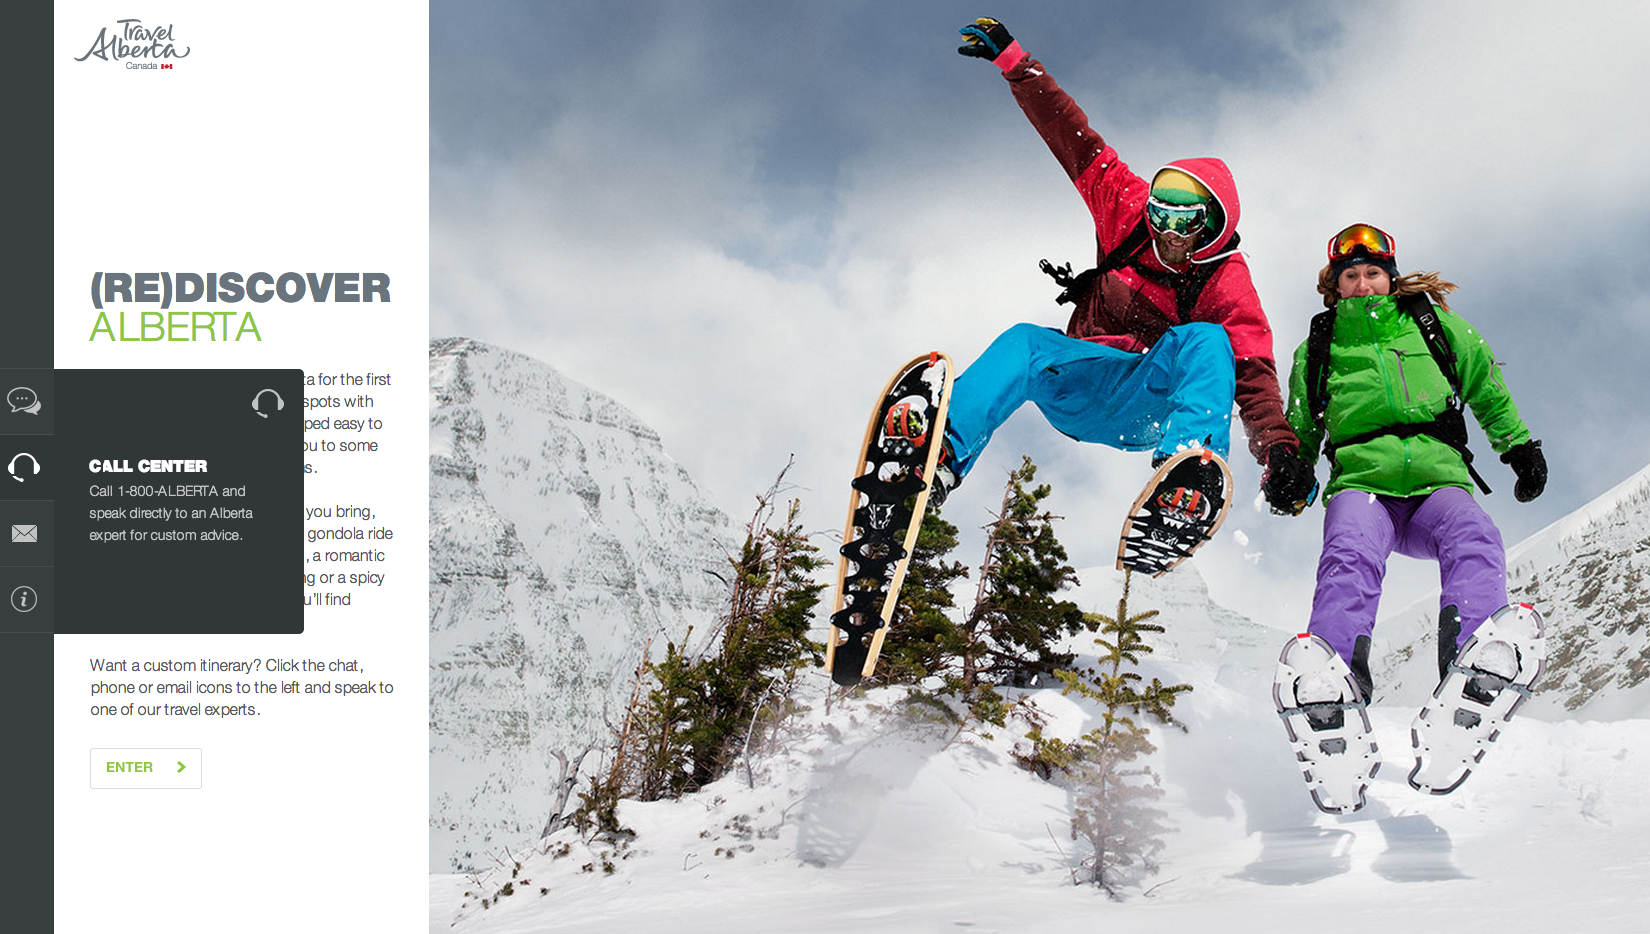 Travel
Alberta
Canada
(RE)DISCOVER
ALBERTA
for the first
spots with
easy to
to some
CALL CENTER
Call 1-800-ALBERTA and
speak directly to an Alberta
expert for custom advice.
you bring,
gondola ride
, a romantic
or a spicy
find
Want a custom itinerary? Click the chat,
phone or email icons to the left and speak to
one of our travel experts.
ENTER